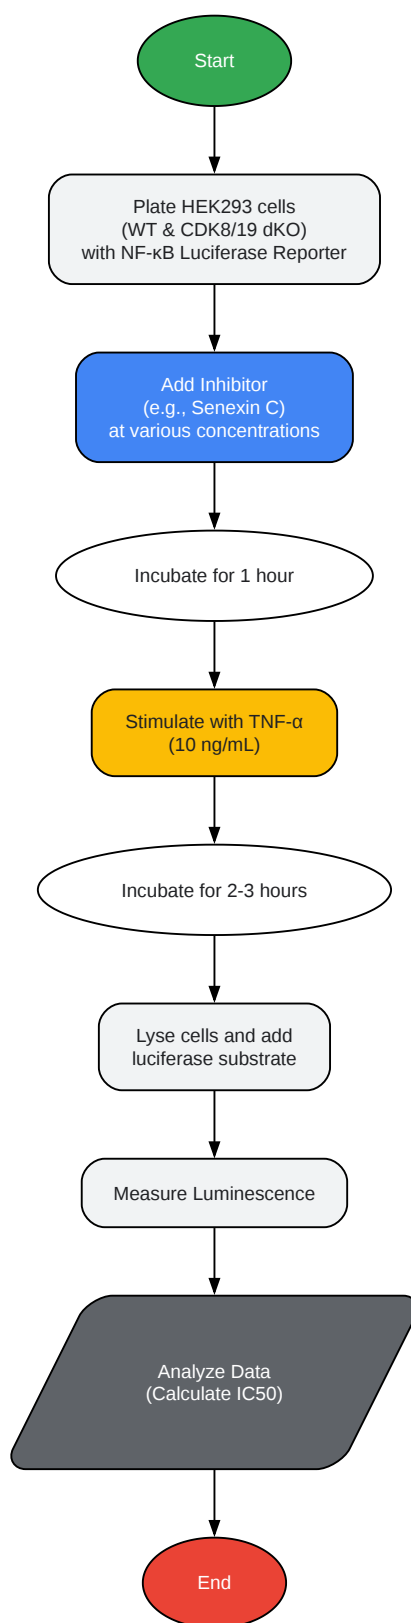 Start
Plate HEK293 cells
(WT & CDK8/19 dKO)
with NF-κB Luciferase Reporter
Add Inhibitor
(e.g., Senexin C)
at various concentrations
Incubate for 1 hour
Stimulate with TNF-α
(10 ng/mL)
Incubate for 2-3 hours
Lyse cells and add
luciferase substrate
Measure Luminescence
Analyze Data
(Calculate IC50)
End